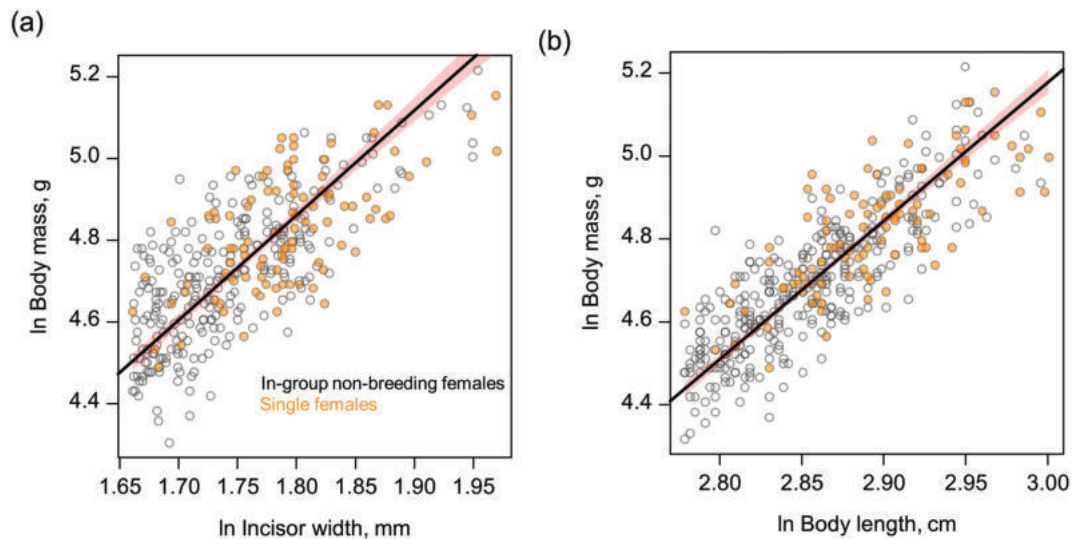 (a)
ln Body mass, g
5.2
5.0
4.8
4.6
4.4
In-group non-breeding females
Single females
1.65 1.70 1.75 1.80 1.85 1.90 1.95
ln Incisor width, mm
(b)
ln Body mass, g
5.2
5.0
4.8
4.6
4.4
2.80 2.85 2.90 2.95 3.00
ln Body length, cm